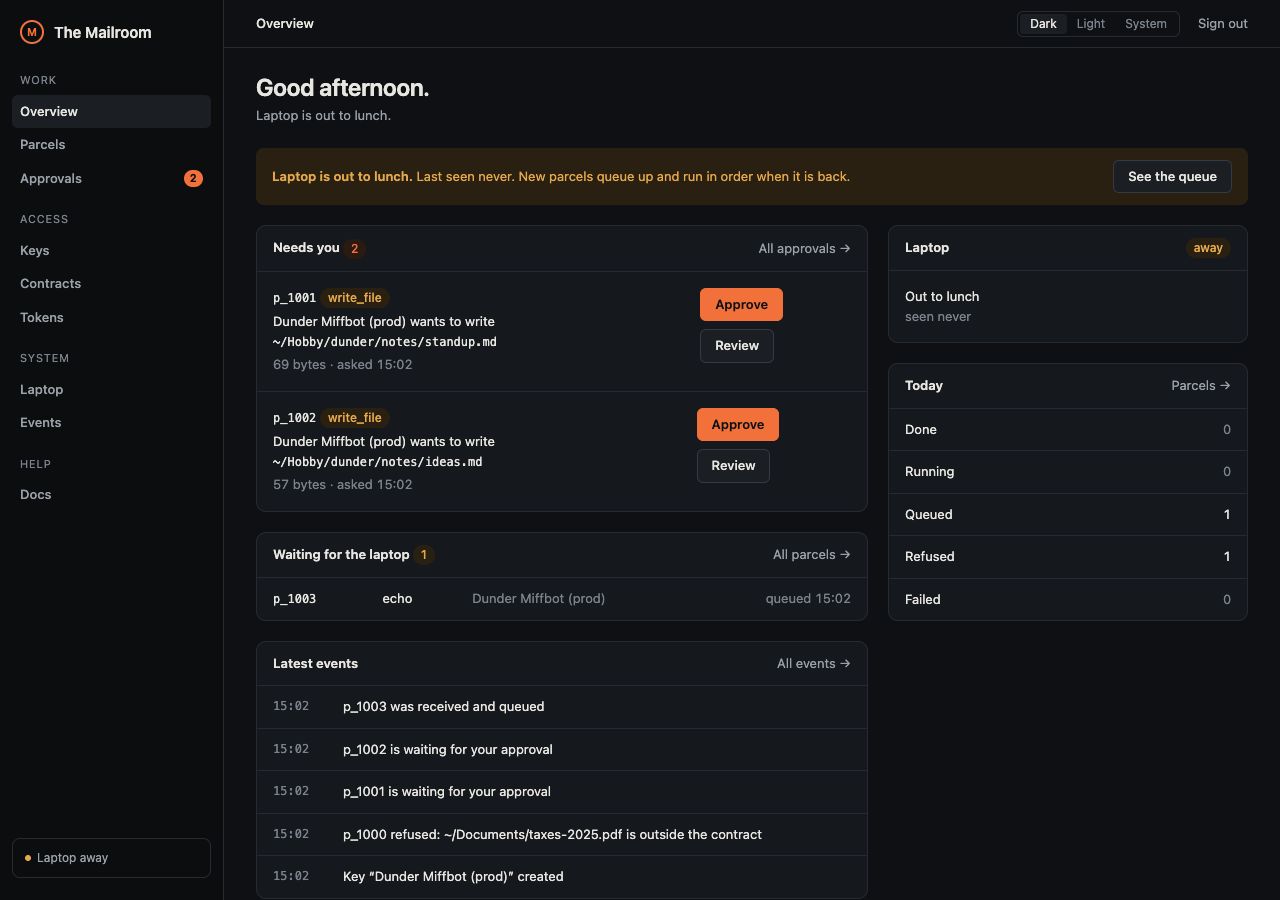 M The Mailroom
WORK
Overview
Parcels
Approvals 2
ACCESS
Keys
Contracts
Tokens
SYSTEM
Laptop
Events
HELP
Docs
Laptop away
Overview
Dark Light System Sign out
Good afternoon.
Laptop is out to lunch.
Laptop is out to lunch. Last seen never. New parcels queue up and run in order when it is back. See the queue
Needs you 2 All approvals →
p_1001 write_file
Dunder Miffbot (prod) wants to write
~/Hobby/dunder/notes/standup.md
69 bytes · asked 15:02
Approve
Review
p_1002 write_file
Dunder Miffbot (prod) wants to write
~/Hobby/dunder/notes/ideas.md
57 bytes · asked 15:02
Approve
Review
Waiting for the laptop 1 All parcels →
p_1003 echo Dunder Miffbot (prod) queued 15:02
Latest events All events →
15:02 p_1003 was received and queued
15:02 p_1002 is waiting for your approval
15:02 p_1001 is waiting for your approval
15:02 p_1000 refused: ~/Documents/taxes-2025.pdf is outside the contract
15:02 Key “Dunder Miffbot (prod)” created
Laptop away
Out to lunch
seen never
Today Parcels →
Done 0
Running 0
Queued 1
Refused 1
Failed 0